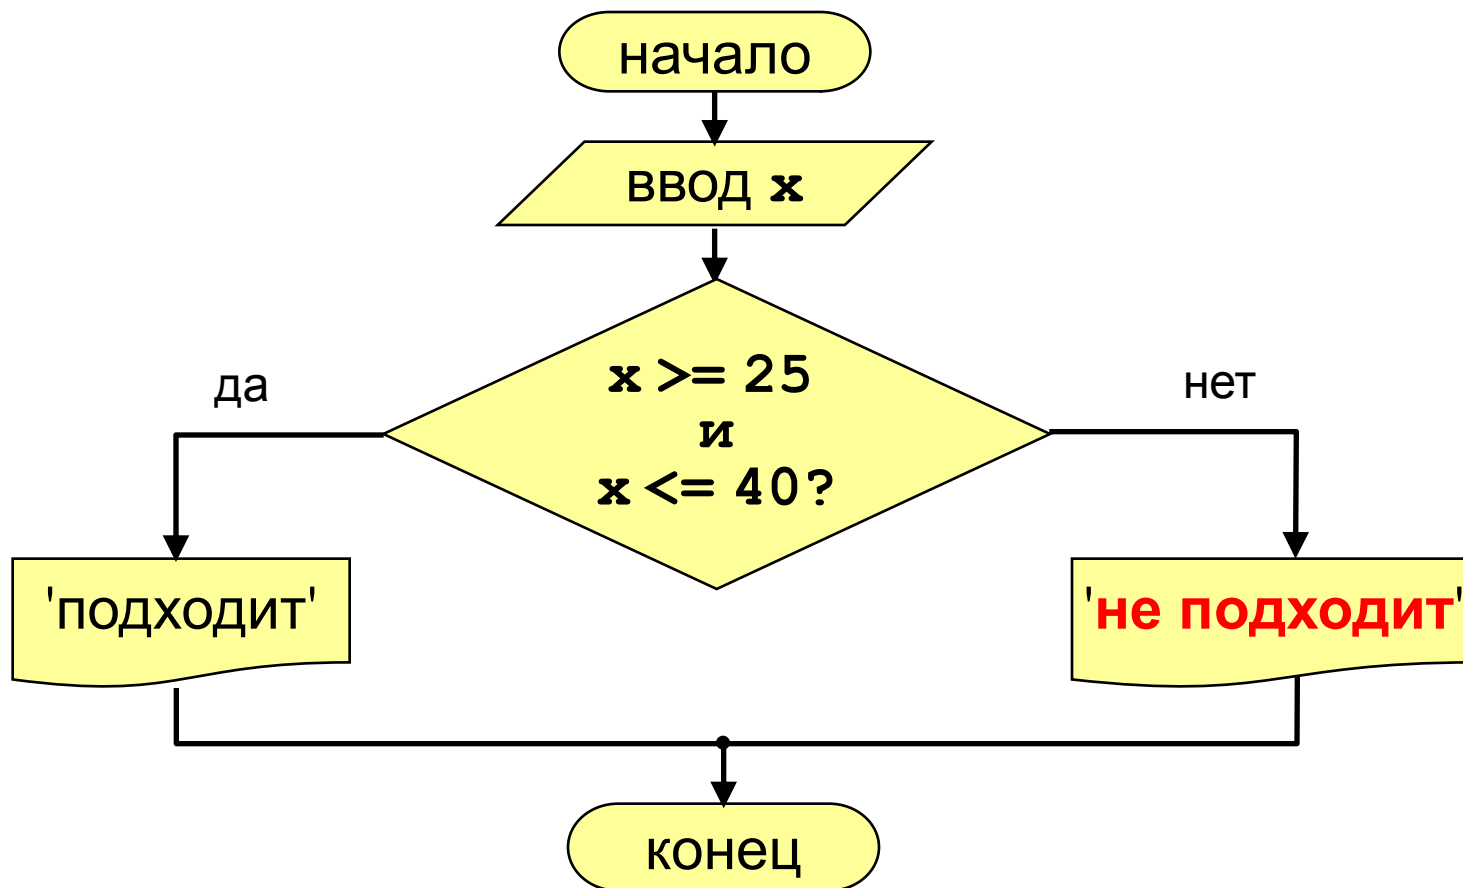 начало
ввод x
x >= 25
и
x <= 40?
да
нет
'подходит'
'не подходит'
конец